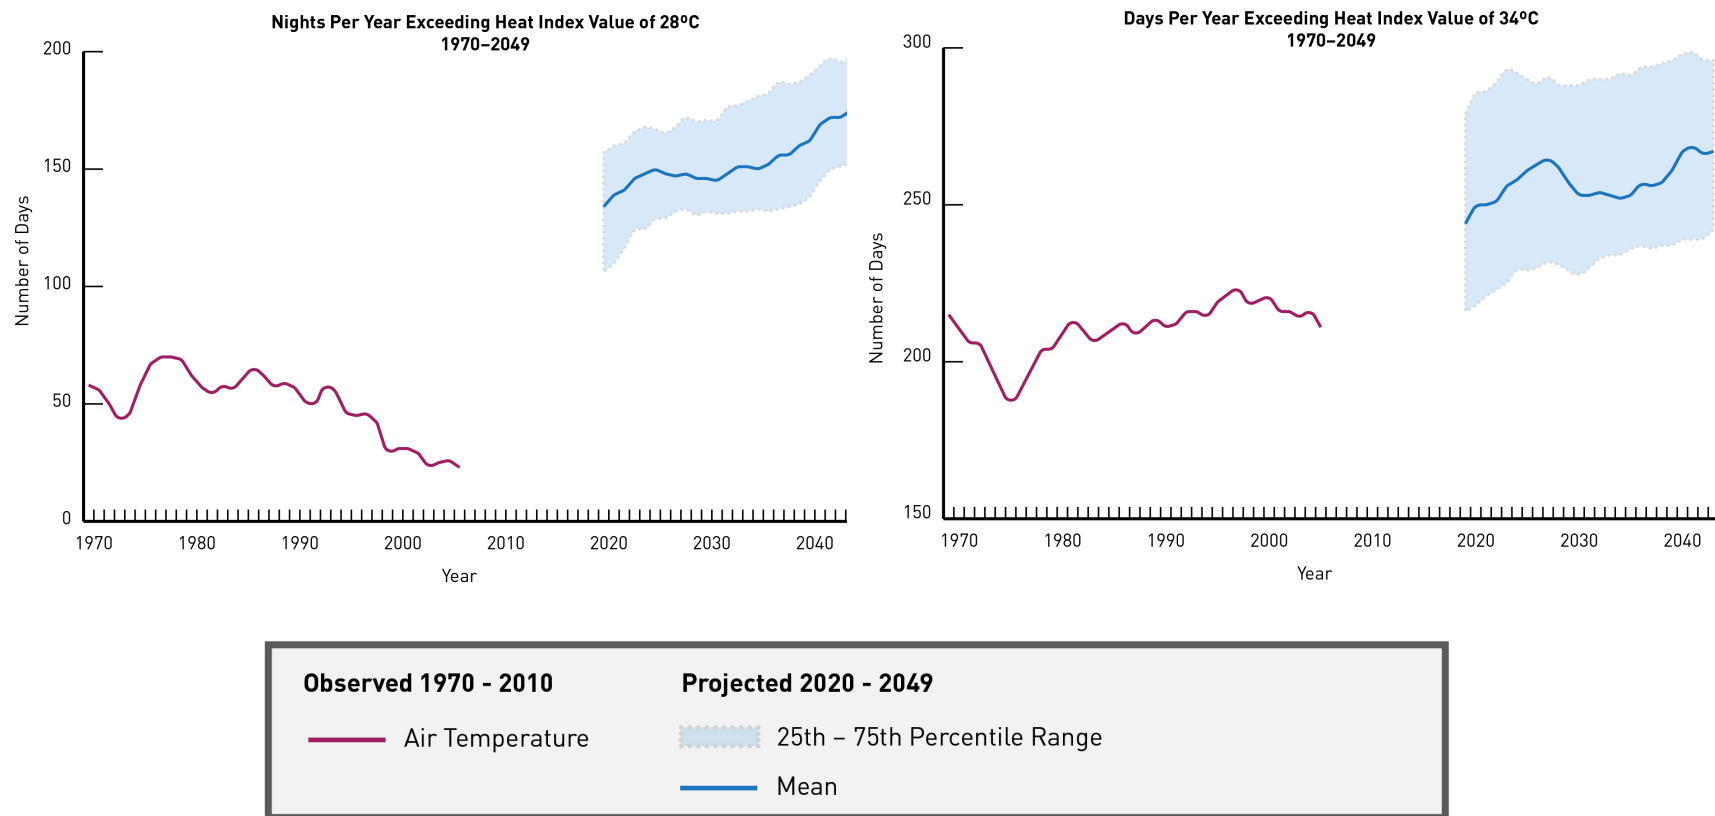 Nights Per Year Exceeding Heat Index Value of 28ºC
1970–2049
200
150
100
50
0
Number of Days
1970 1980 1990 2000 2010 2020 2030 2040
Year
Days Per Year Exceeding Heat Index Value of 34ºC
1970–2049
300
250
200
150
Number of Days
1970 1980 1990 2000 2010 2020 2030 2040
Year
Observed 1970 - 2010
Air Temperature
Projected 2020 - 2049
25th – 75th Percentile Range
Mean